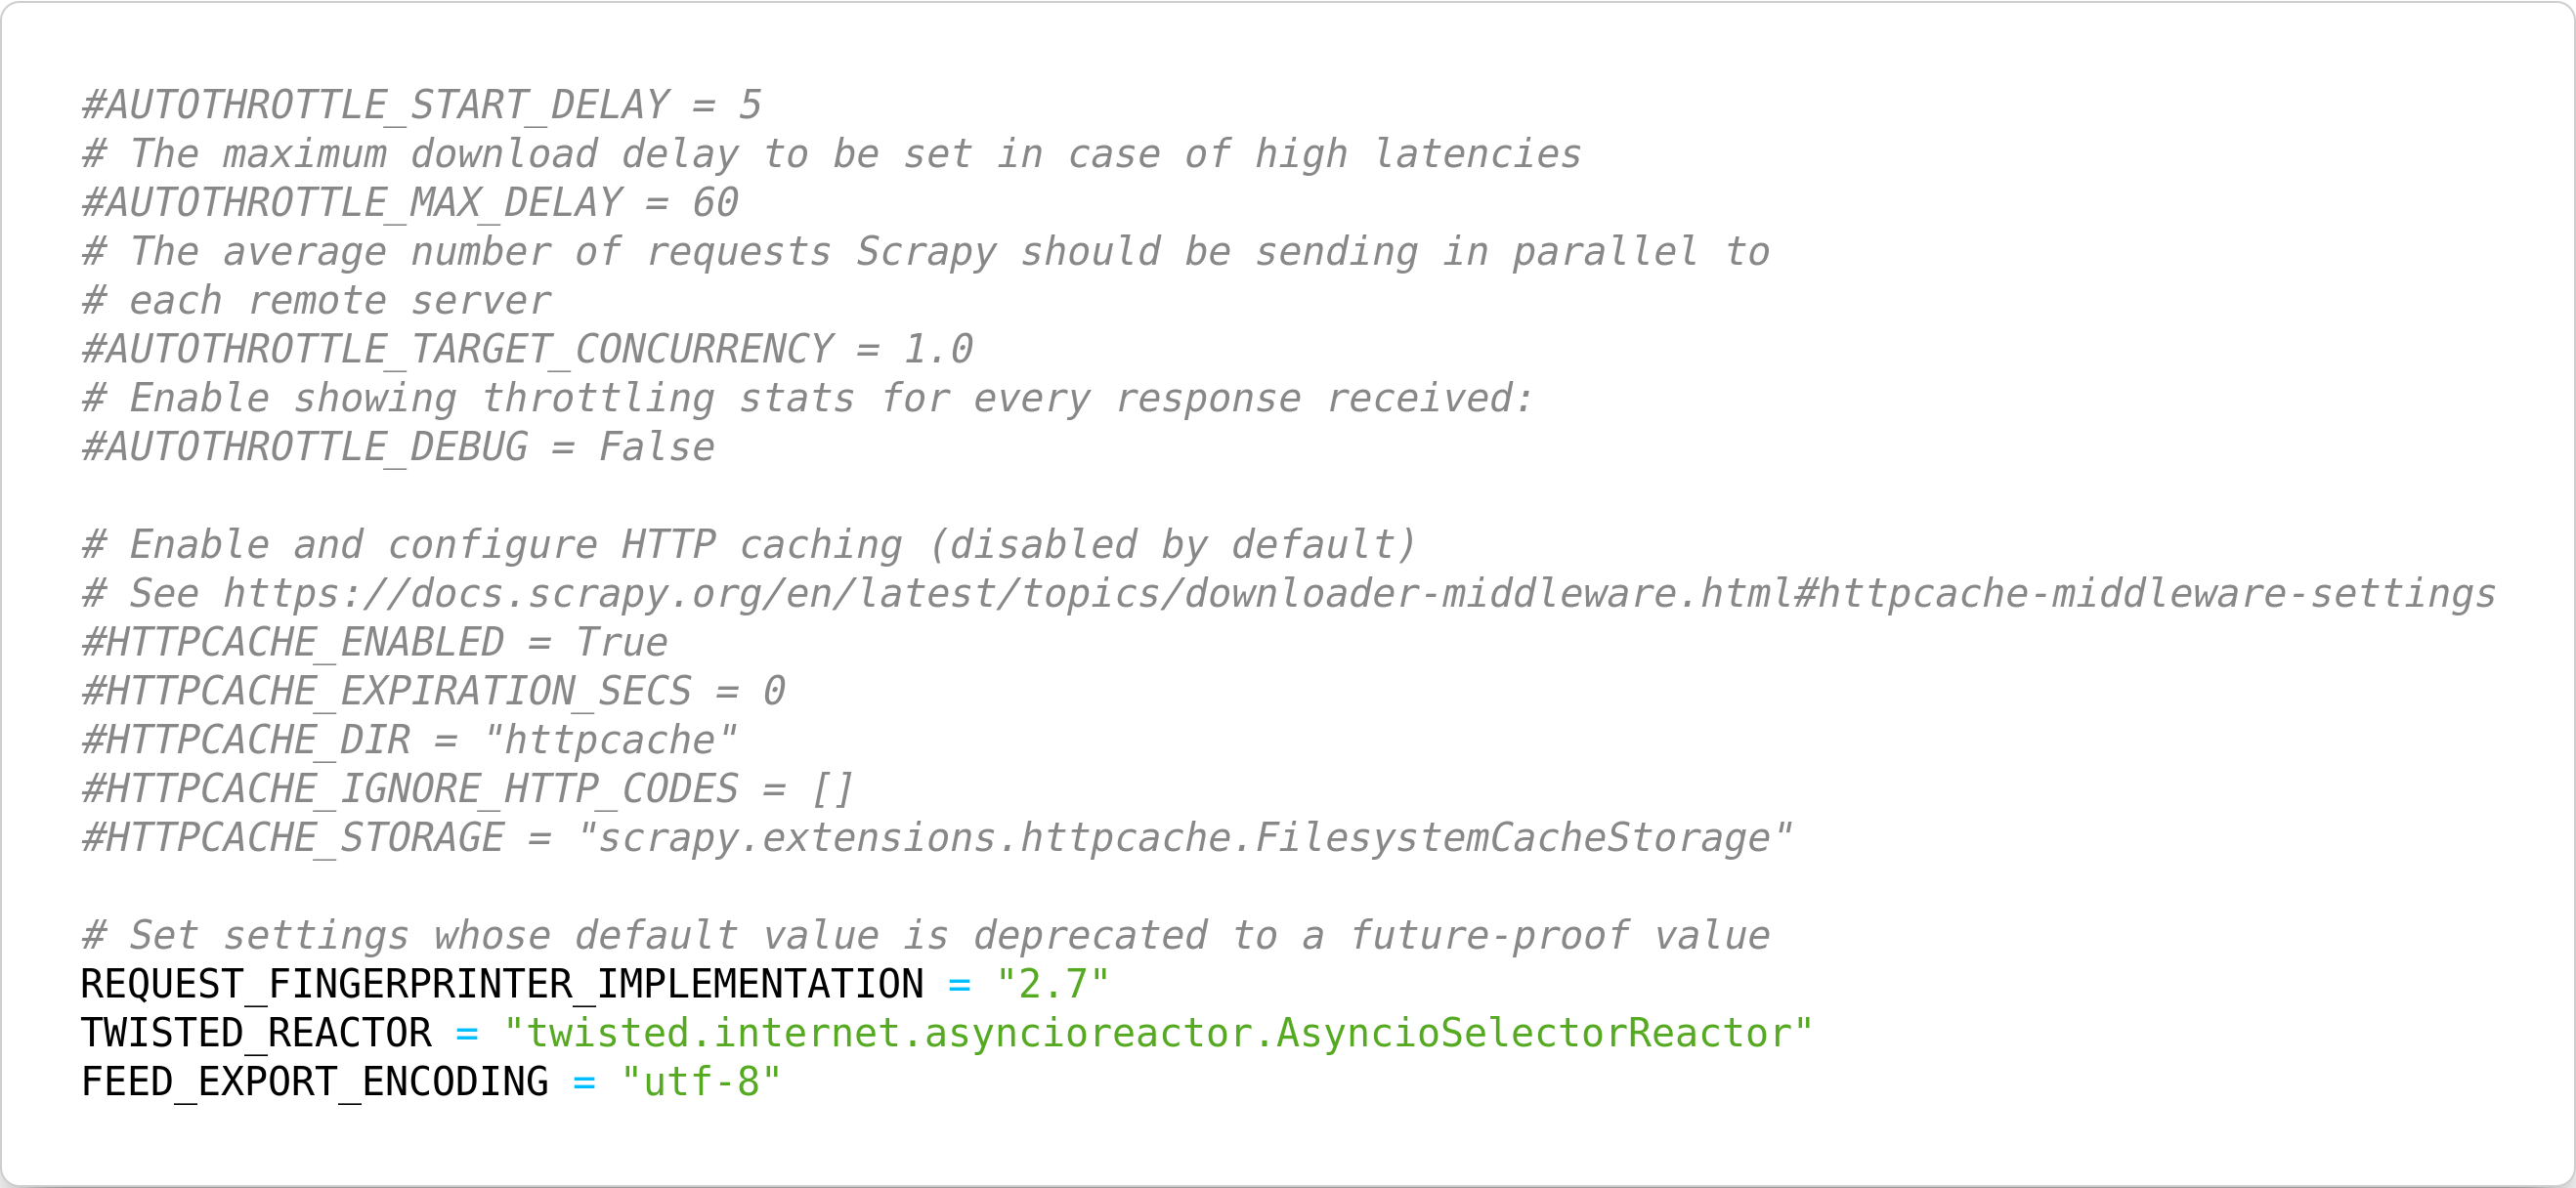 #AUTOTHROTTLE_START_DELAY = 5
# The maximum download delay to be set in case of high latencies
#AUTOTHROTTLE_MAX_DELAY = 60
# The average number of requests Scrapy should be sending in parallel to
# each remote server
#AUTOTHROTTLE_TARGET_CONCURRENCY = 1.0
# Enable showing throttling stats for every response received:
#AUTOTHROTTLE_DEBUG = False

# Enable and configure HTTP caching (disabled by default)
# See https://docs.scrapy.org/en/latest/topics/downloader-middleware.html#httpcache-middleware-settings
#HTTPCACHE_ENABLED = True
#HTTPCACHE_EXPIRATION_SECS = 0
#HTTPCACHE_DIR = "httpcache"
#HTTPCACHE_IGNORE_HTTP_CODES = []
#HTTPCACHE_STORAGE = "scrapy.extensions.httpcache.FilesystemCacheStorage"

# Set settings whose default value is deprecated to a future-proof value
REQUEST_FINGERPRINTER_IMPLEMENTATION = "2.7"
TWISTED_REACTOR = "twisted.internet.asyncioreactor.AsyncioSelectorReactor"
FEED_EXPORT_ENCODING = "utf-8"